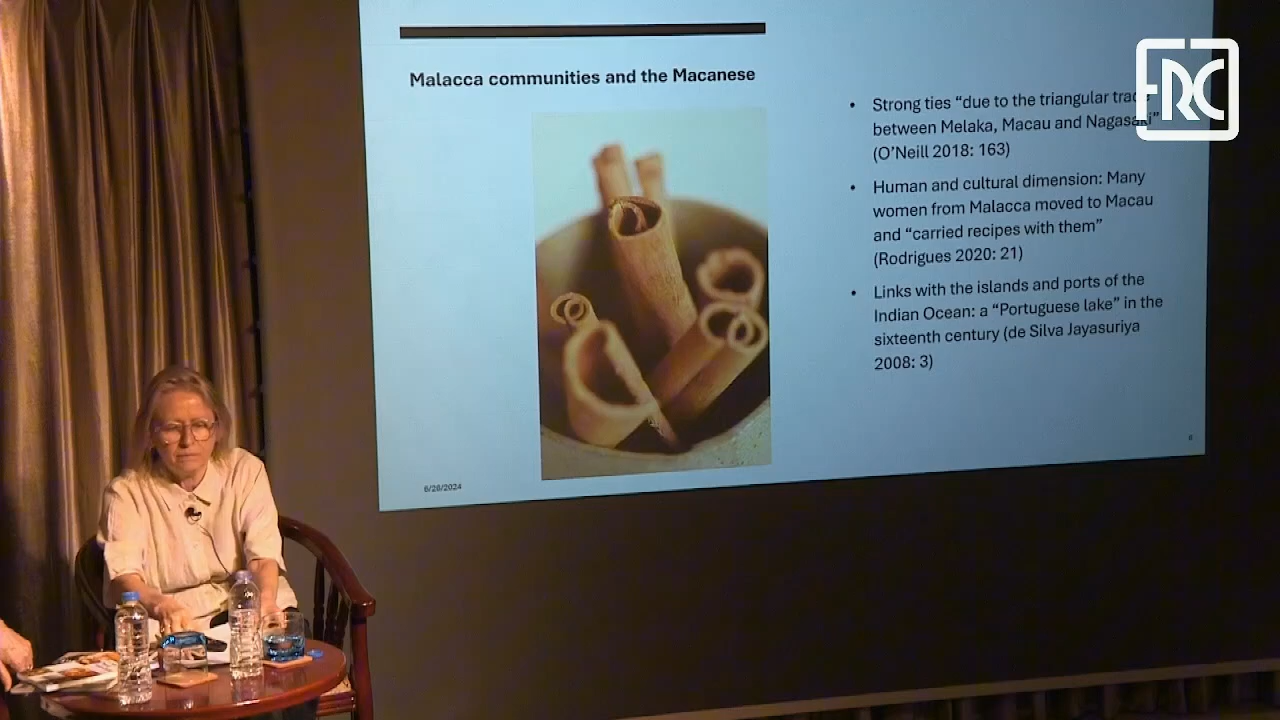 Malacca communities and the Macanese
• Strong ties “due to the triangular trade
between Melaka, Macau and Nagasaki”
(O’Neill 2018: 163)
• Human and cultural dimension: Many
women from Malacca moved to Macau
and “carried recipes with them”
(Rodrigues 2020: 21)
• Links with the islands and ports of the
Indian Ocean: a “Portuguese lake” in the
sixteenth century (de Silva Jayasuriya
2008: 3)
6/26/2024
FRC